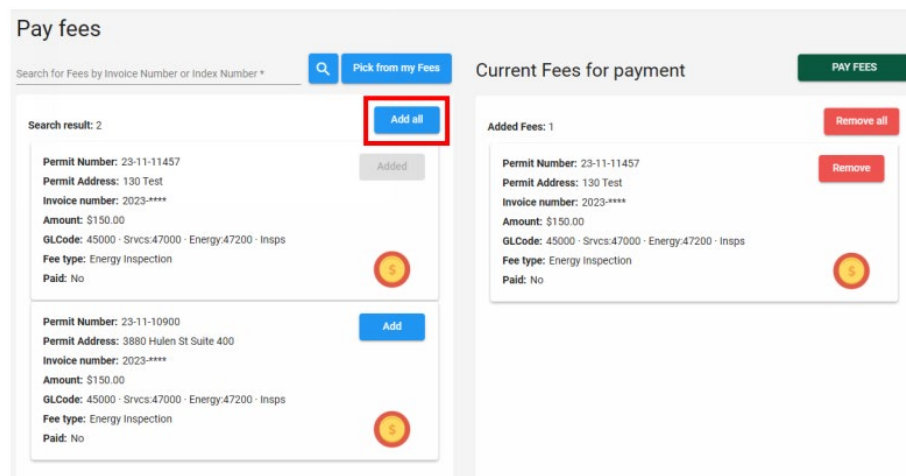 Pay fees
Search for Fees by Invoice Number or Index Number *
Pick from my Fees
Search result: 2
Add all
Permit Number: 23-11-11457
Added
Permit Address: 130 Test
Invoice number: 2023-****
Amount: $150.00
GLCode: 45000 · Srvcs:47000 · Energy:47200 · Insps
Fee type: Energy Inspection
$
Paid: No
Permit Number: 23-11-10900
Add
Permit Address: 3880 Hulen St Suite 400
Invoice number: 2023-****
Amount: $150.00
GLCode: 45000 · Srvcs:47000 · Energy:47200 · Insps
Fee type: Energy Inspection
$
Paid: No
Current Fees for payment
PAY FEES
Added Fees: 1
Remove all
Permit Number: 23-11-11457
Remove
Permit Address: 130 Test
Invoice number: 2023-****
Amount: $150.00
GLCode: 45000 · Srvcs:47000 · Energy:47200 · Insps
Fee type: Energy Inspection
$
Paid: No